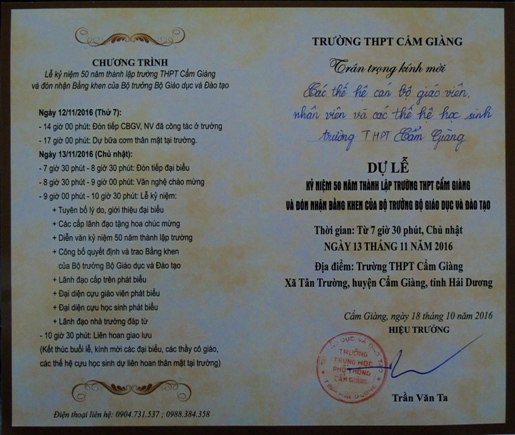 CHƯƠNG TRÌNH
Lễ kỷ niệm 50 năm thành lập trường THPT Cẩm Giàng
và đón nhận Bằng khen của Bộ trưởng Bộ Giáo dục và Đào tạo
Ngày 12/11/2016 (Thứ 7):
- 14 giờ 00 phút: Đón tiếp CBGV, NV đã công tác ở trường
- 17 giờ 00 phút: Dự bữa cơm thân mật tại trường.
Ngày 13/11/2016 (Chủ nhật):
- 7 giờ 30 phút - 8 giờ 30 phút: Đón tiếp đại biểu
- 8 giờ 30 phút - 9 giờ 00 phút: Văn nghệ chào mừng
- 9 giờ 00 phút - 10 giờ 30 phút: Lễ kỷ niệm:
+ Tuyên bố lý do, giới thiệu đại biểu
+ Các cấp lãnh đạo tặng hoa chúc mừng
+ Diễn văn kỷ niệm 50 năm thành lập trường
+ Công bố quyết định và trao Bằng khen
của Bộ trưởng Bộ Giáo dục và Đào tạo
+ Lãnh đạo cấp trên phát biểu
+ Đại diện cựu giáo viên phát biểu
+ Đại diện cựu học sinh phát biểu
+ Lãnh đạo nhà trường đáp từ
- 10 giờ 30 phút: Liên hoan giao lưu
(Kết thúc buổi lễ, kính mời các đại biểu, các thầy cô giáo,
các thế hệ cựu học sinh dự liên hoan thân mật tại trường)
Điện thoại liên hệ: 0904.731.537 ; 0988.384.358
TRƯỜNG THPT CẨM GIÀNG
Trân trọng kính mời
Các thế hệ cán bộ giáo viên,
nhân viên và các thế hệ học sinh
trường THPT Cẩm Giàng
DỰ LỄ
KỶ NIỆM 50 NĂM THÀNH LẬP TRƯỜNG THPT CẨM GIÀNG
VÀ ĐÓN NHẬN BẰNG KHEN CỦA BỘ TRƯỞNG BỘ GIÁO DỤC VÀ ĐÀO TẠO
Thời gian: Từ 7 giờ 30 phút, Chủ nhật
NGÀY 13 THÁNG 11 NĂM 2016
Địa điểm: Trường THPT Cẩm Giàng
Xã Tân Trường, huyện Cẩm Giàng, tỉnh Hải Dương
Cẩm Giàng, ngày 18 tháng 10 năm 2016
HIỆU TRƯỞNG
TRƯỜNG
TRUNG HỌC
PHỔ THÔNG
CẨM GIÀNG
Trần Văn Ta